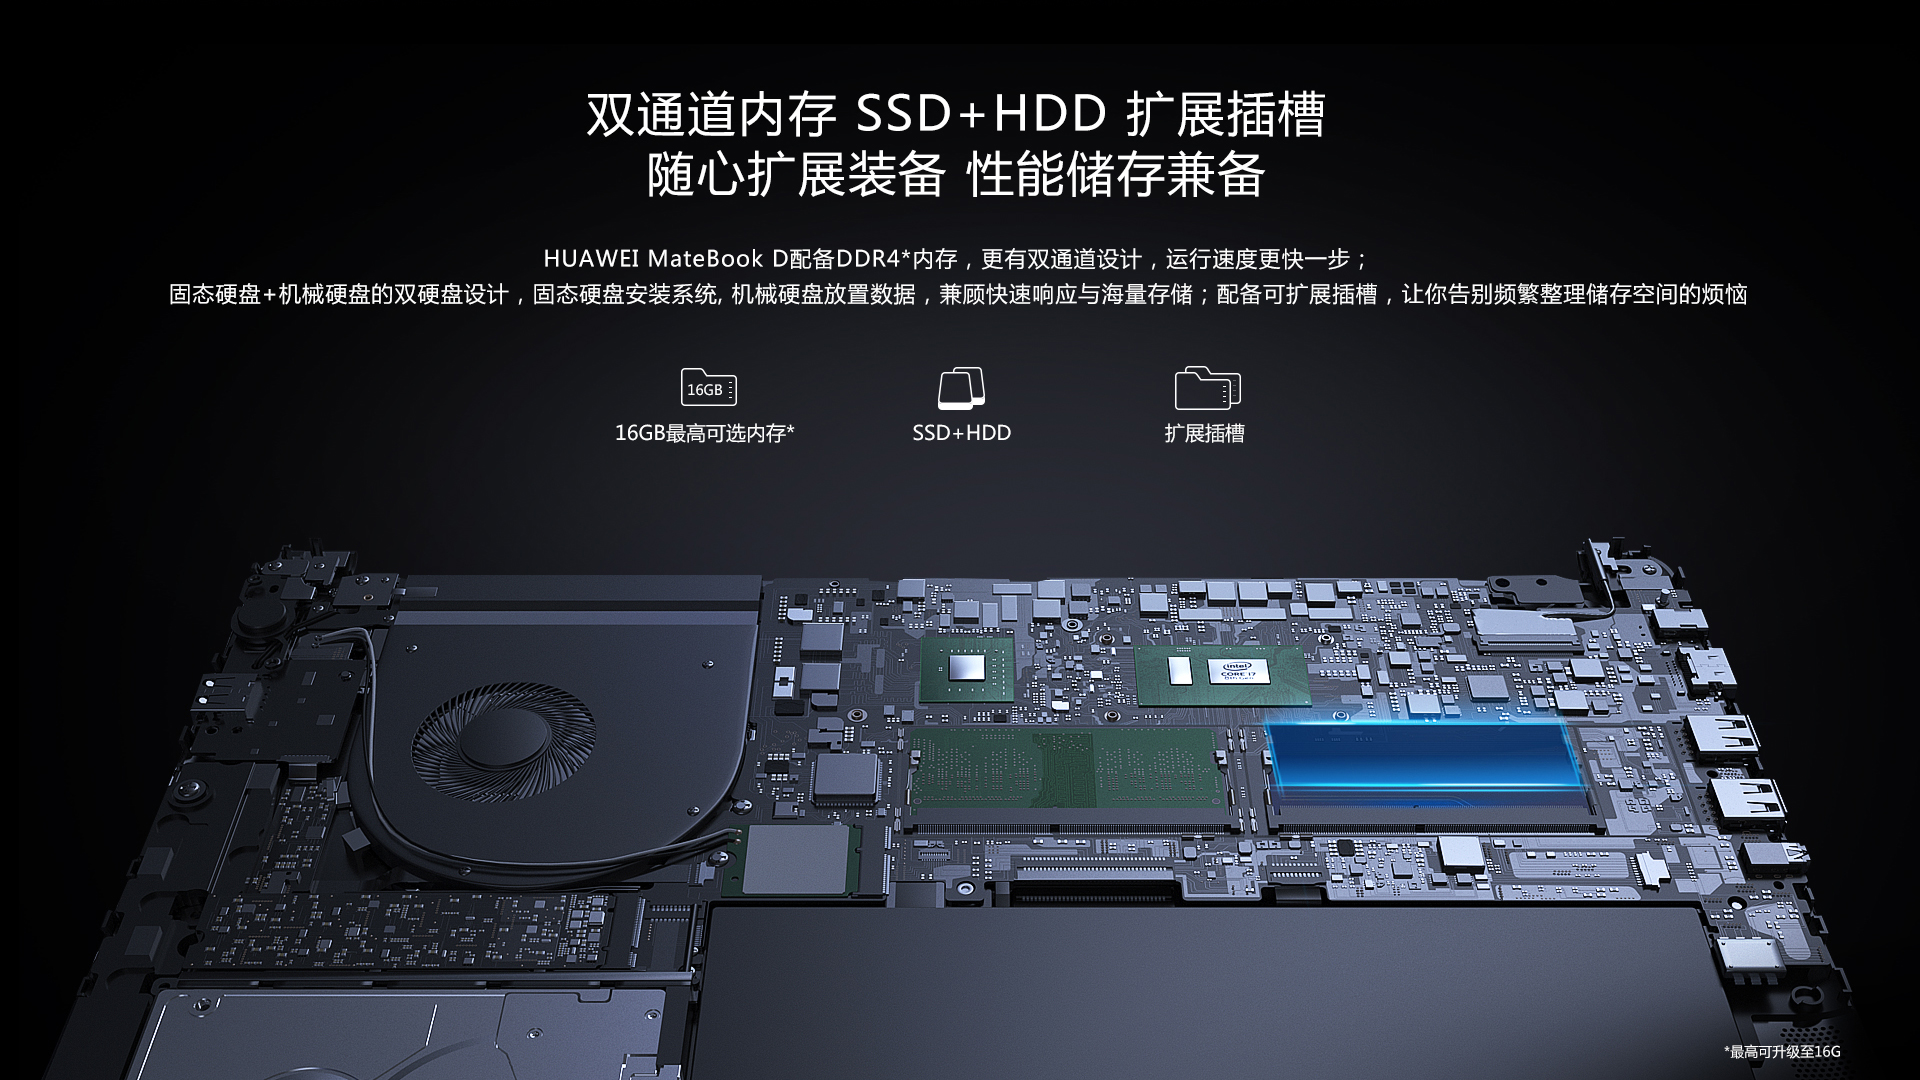 双通道内存 SSD+HDD 扩展插槽
随心扩展装备 性能储存兼备
HUAWEI MateBook D配备DDR4*内存，更有双通道设计，运行速度更快一步；
固态硬盘+机械硬盘的双硬盘设计，固态硬盘安装系统, 机械硬盘放置数据，兼顾快速响应与海量存储；配备可扩展插槽，让你告别频繁整理储存空间的烦恼
16GB
16GB最高可选内存*
SSD+HDD
扩展插槽
intel
CORE i7
8th Gen
*最高可升级至16G